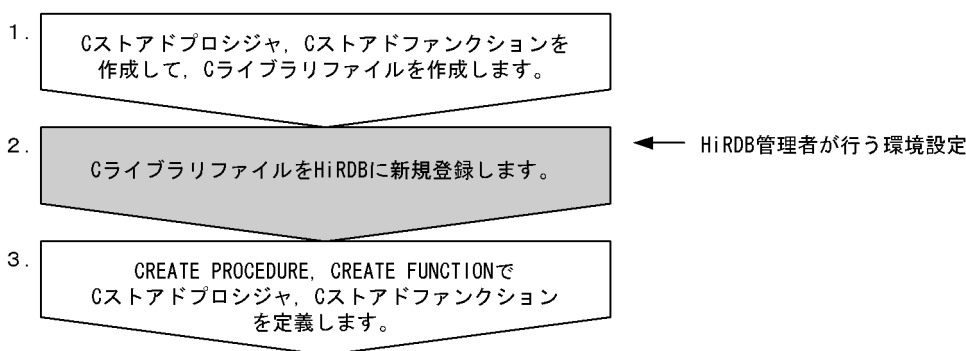 1.
Cストアドプロシジャ,Cストアドファンクションを
作成して,Cライブラリファイルを作成します。
2.
CライブラリファイルをHiRDBに新規登録します。
HiRDB管理者が行う環境設定
3.
CREATE PROCEDURE, CREATE FUNCTIONで
Cストアドプロシジャ,Cストアドファンクション
を定義します。